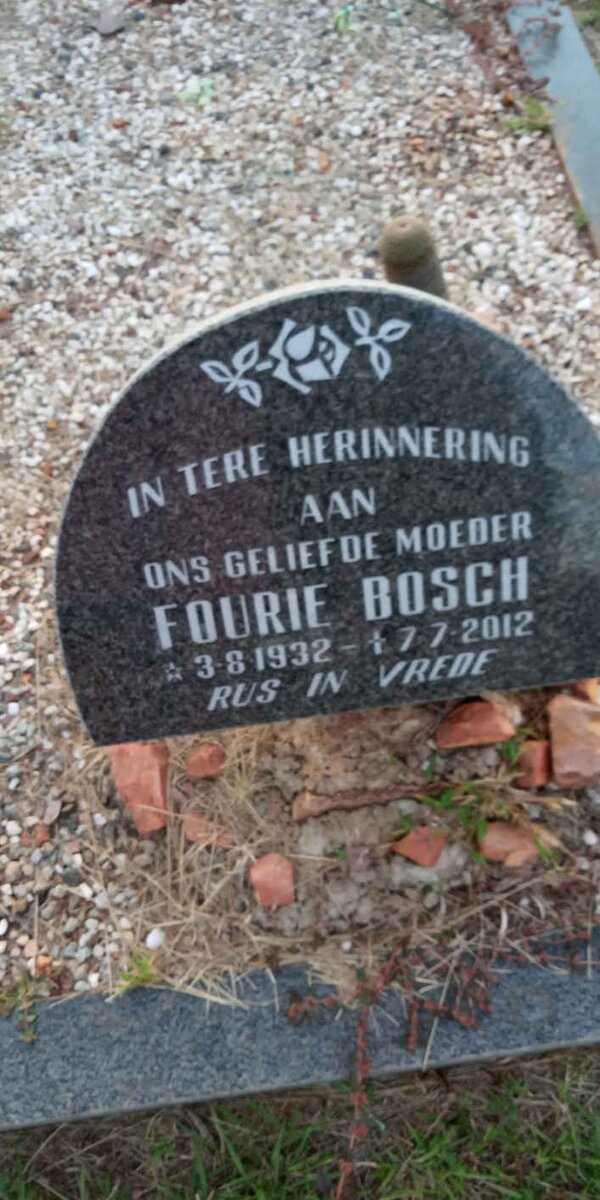 IN TERE HERINNERING
AAN
ONS GELIEFDE MOEDER
FOURIE BOSCH
☆ 3·8·1932 – ✝ 7·7·2012
RUS IN VREDE